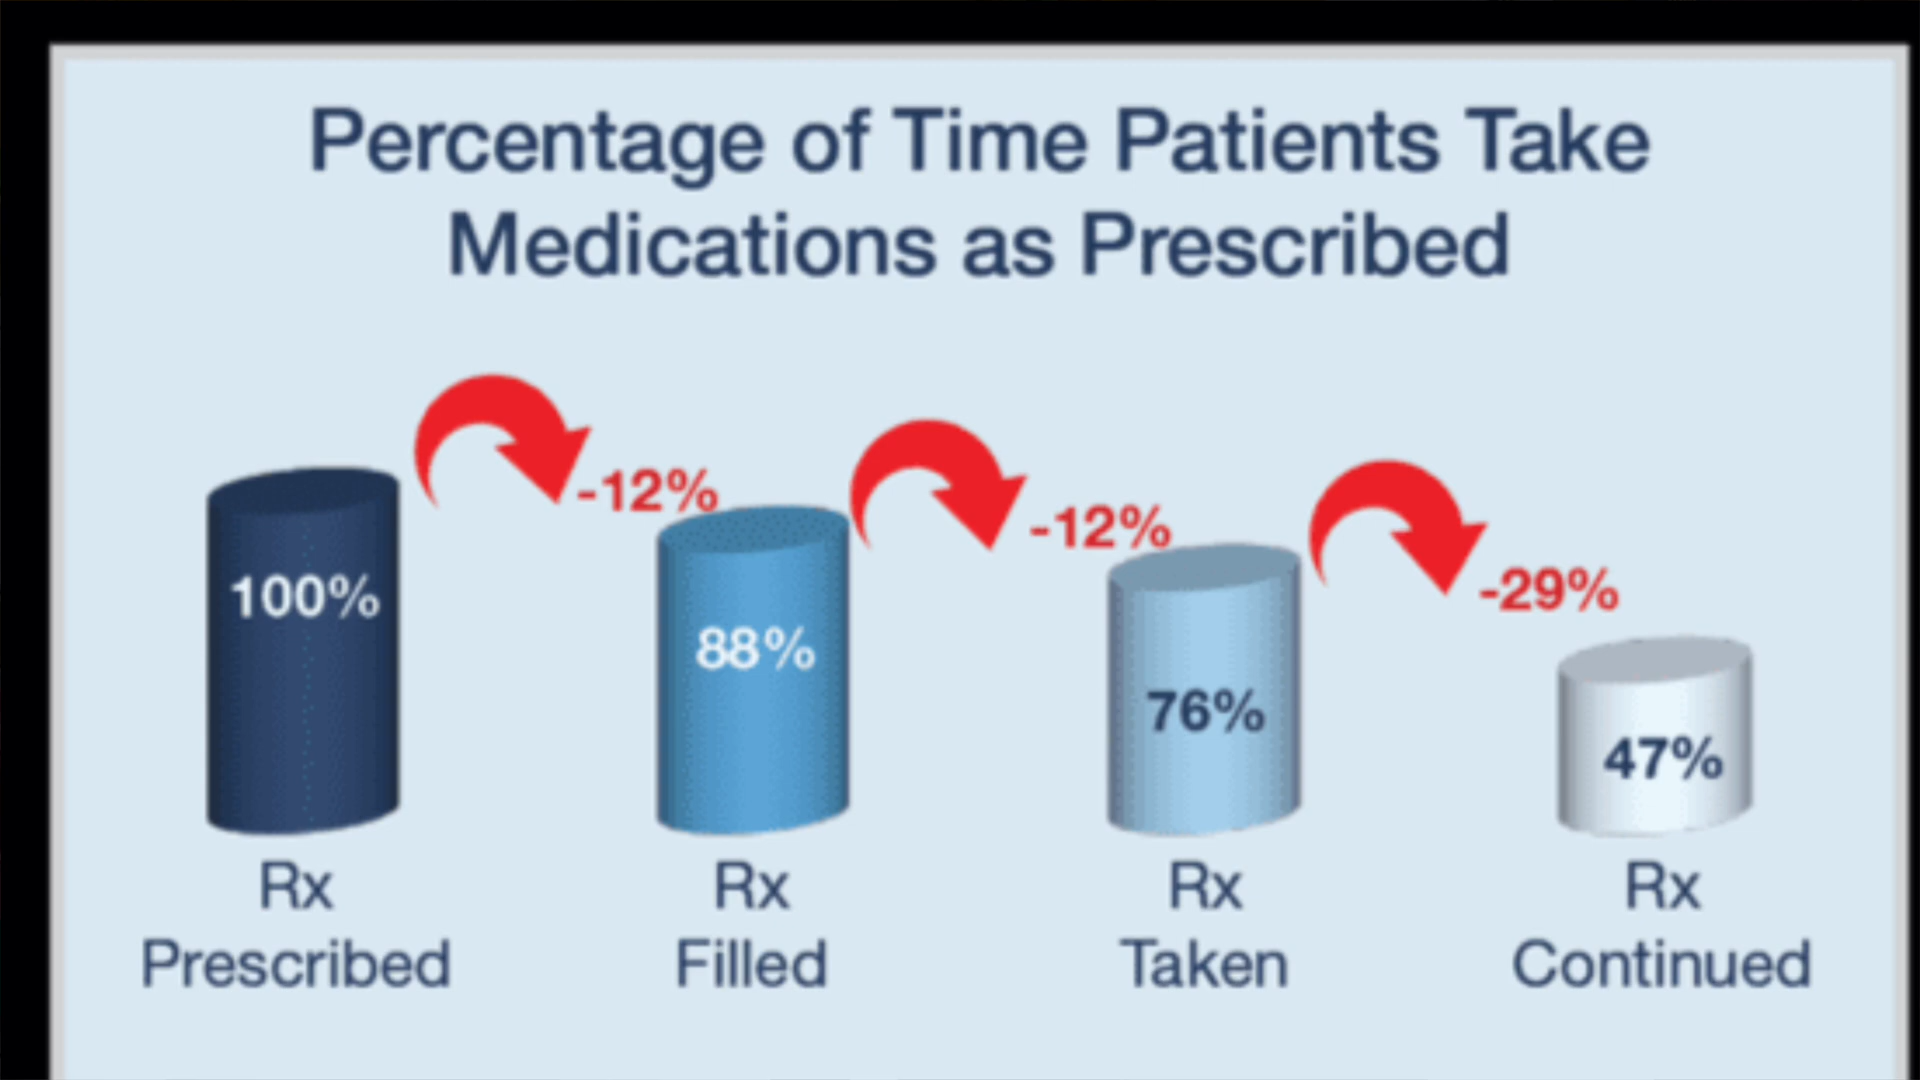 Percentage of Time Patients Take
Medications as Prescribed
-12%
-12%
-29%
100%
88%
76%
47%
Rx
Prescribed
Rx
Filled
Rx
Taken
Rx
Continued